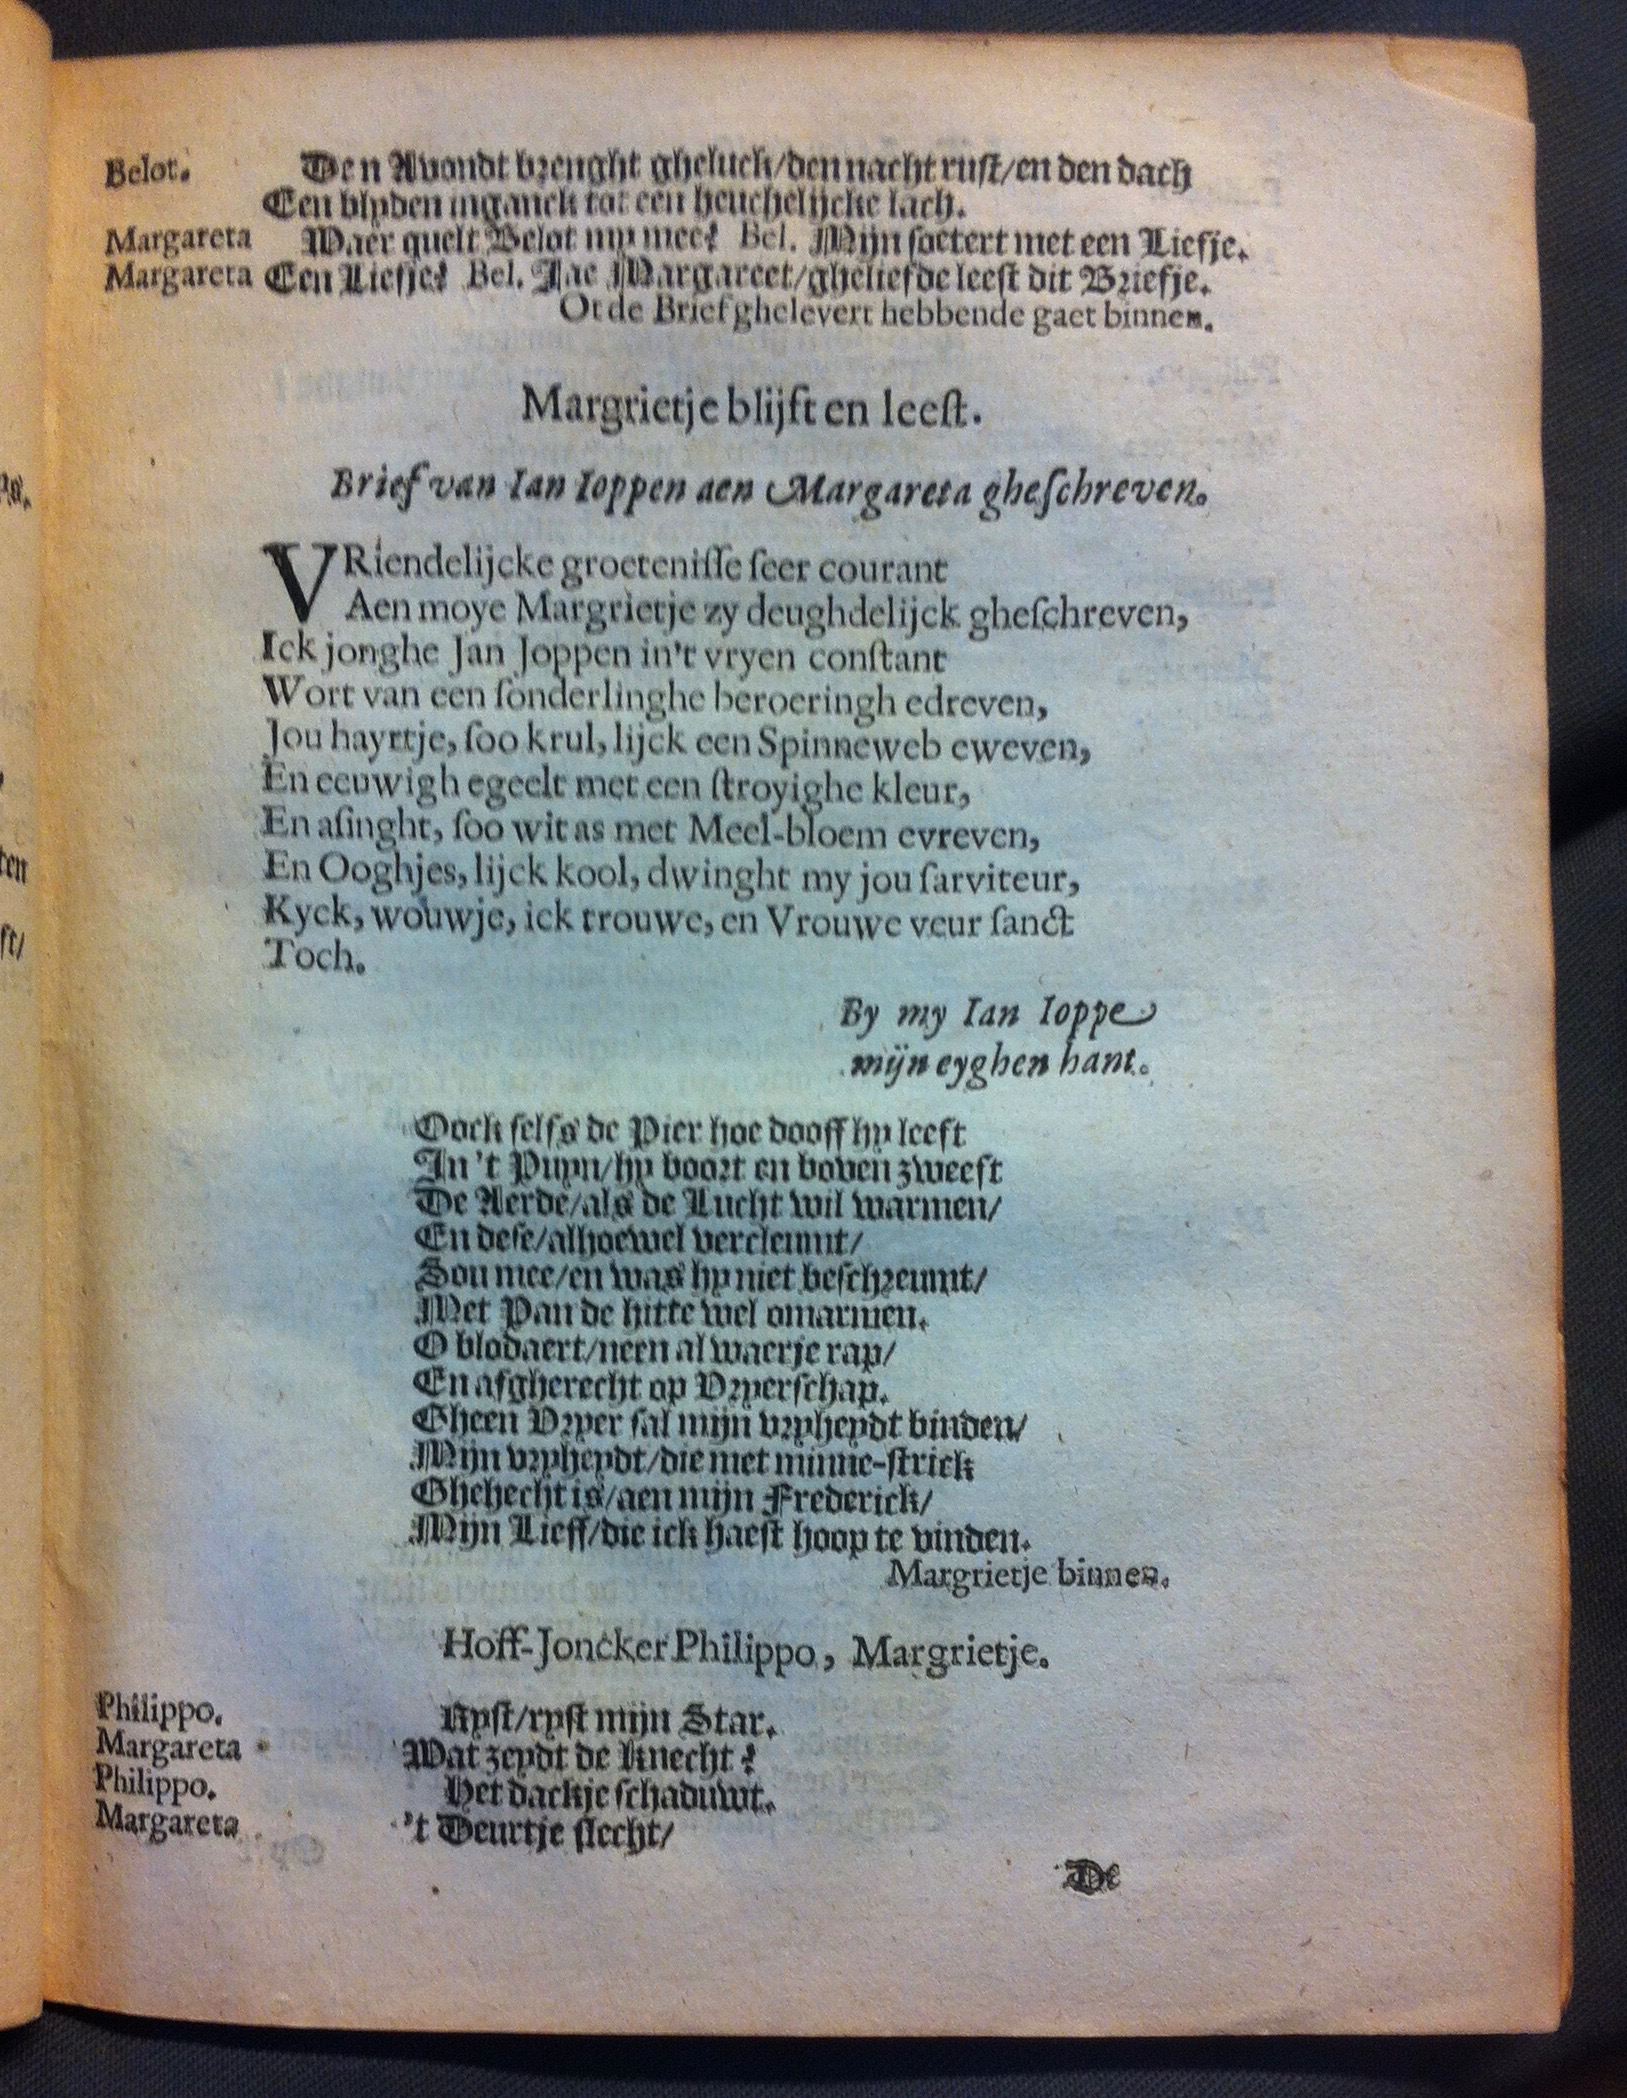 Belot. Den Avondt brenght gheluck/den nacht rust/en den dach
Een blyden inganck tot een heuchelijcke lach.
Margareta Waer quelt Belot my mee? Bel. Mijn soetert met een Liefje.
Margareta Een Liefje? Bel. Jae Margareet/gheliefde leest dit Briefje.
Ot de Brief ghelevert hebbende gaet binnen.
Margrietje blijft en leest.
Brief van Ian Ioppen aen Margareta gheschreven.
VRiendelijcke groetenisse seer courant
Aen moye Margrietje zy deughdelijck gheschreven,
Ick jonghe Jan Joppen in't vryen constant
Wort van een sonderlinghe beroeringh edreven,
Jou hayrtje, soo krul, lijck een Spinneweb eweven,
En eeuwigh egeelt met een stroyighe kleur,
En asinght, soo wit as met Meel-bloem evreven,
En Ooghjes, lijck kool, dwinght my jou sarviteur,
Kyck, wouwje, ick trouwe, en Vrouwe veur sanct
Toch.
By my Ian Ioppe
mijn eyghen hant.
Oock selfs de Pier hoe dooff hy leeft
In 't Puyn/hy boort en boven zweeft
De Aerde/als de Lucht wil warmen/
En dese/alhoewel vercleumt/
Sou mee/en was hy niet beschreumt/
Met Pan de hitte wel omarmen.
O blodaert/neen al waerje rap/
En afgherecht op Vryerschap.
Gheen Vryer sal mijn vryheydt binden/
Mijn vryheydt/die met minne-strick
Ghehecht is/aen mijn Frederick/
Mijn Lieff/die ick haest hoop te vinden.
Margrietje binnen.
Hoff-Joncker Philippo, Margrietje.
Philippo. Ryst/ryst mijn Star.
Margareta Wat zeydt de Knecht?
Philippo. Het dackje schaduwt.
Margareta 't Deurtje slecht/
De